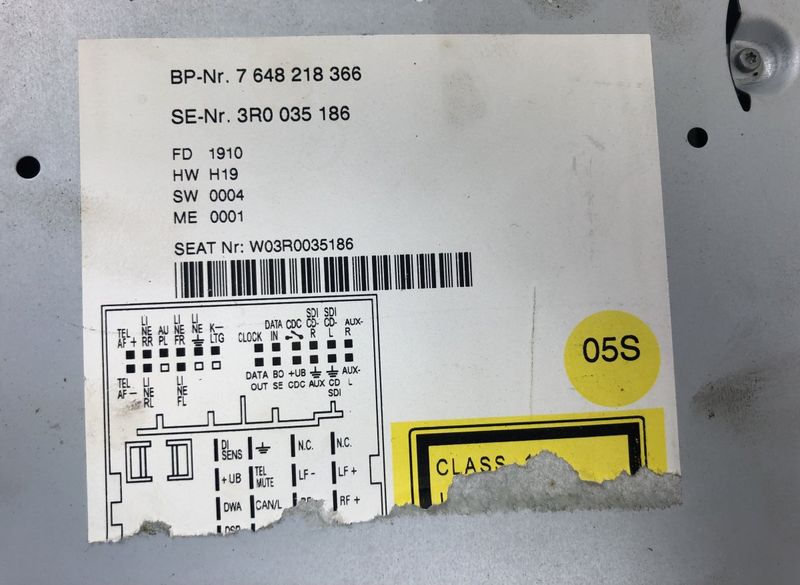 BP-Nr. 7 648 218 366
SE-Nr. 3R0 035 186
FD 1910
HW H19
SW 0004
ME 0001
SEAT Nr: W03R0035186
TEL AF + LI NE RR AU PL LI NE FR LI NE K– LTG
CLOCK DATA IN CDC SDI CD- R SDI CD- L AUX- R
TEL AF – LI NE RL LI NE FL
DATA OUT BO SE +UB CDC AUX CD SDI AUX- L
05S
DI SENS N.C. N.C.
+UB TEL MUTE LF – LF +
DWA CAN/L RF +
CLASS